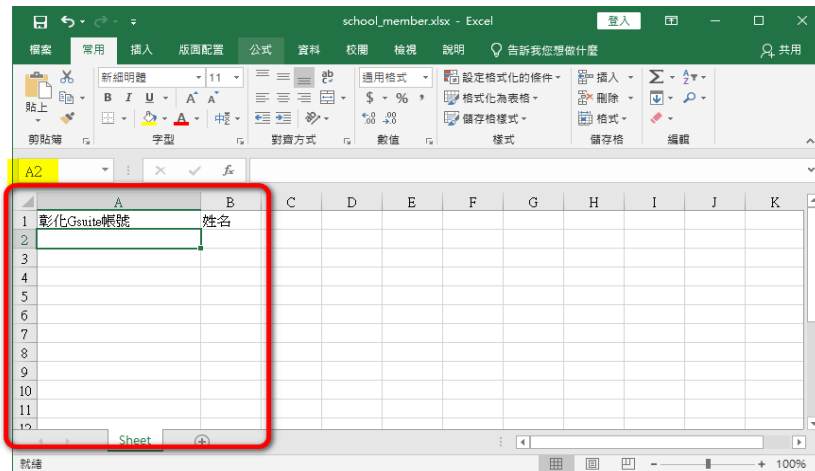 school_member.xlsx - Excel 登入
檔案 常用 插入 版面配置 公式 資料 校閱 檢視 說明 告訴我您想做什麼 共用
貼上 新細明體 11 通用格式 設定格式化的條件 插入
B I U A A $ % 格式化為表格 刪除
A 中 儲存格樣式 格式
剪貼簿 字型 對齊方式 數值 樣式 儲存格 編輯
A2 fx
A B C D E F G H I J K
1 彰化Gsuite帳號 姓名
2
3
4
5
6
7
8
9
10
11
12
Sheet
就緒 100%